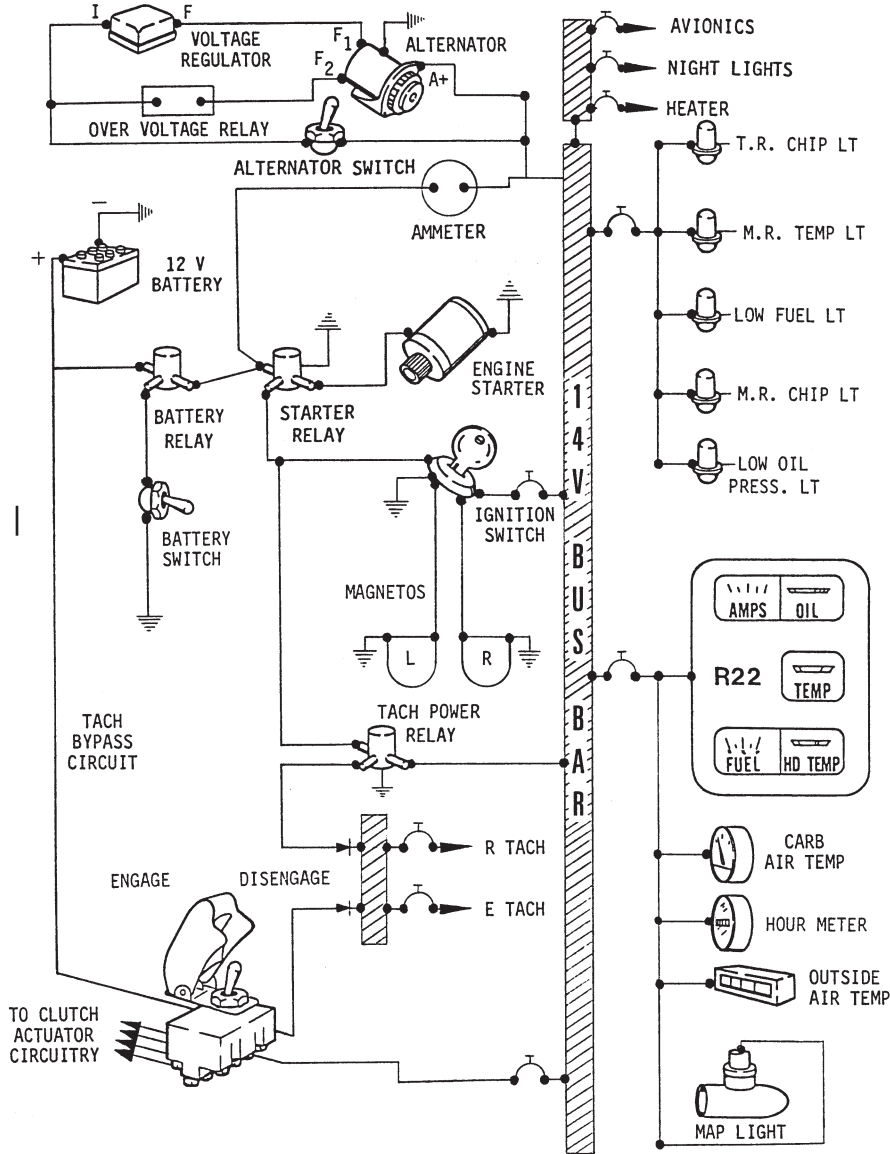 I
F
VOLTAGE
REGULATOR
F1
F2
ALTERNATOR
A+
OVER VOLTAGE RELAY
ALTERNATOR SWITCH
AVIONICS
NIGHT LIGHTS
HEATER
T.R. CHIP LT
M.R. TEMP LT
LOW FUEL LT
M.R. CHIP LT
LOW OIL
PRESS. LT
AMMETER
−
+
12 V
BATTERY
ENGINE
STARTER
BATTERY
RELAY
STARTER
RELAY
BATTERY
SWITCH
IGNITION
SWITCH
14V BUS BAR
MAGNETOS
L
R
TACH POWER
RELAY
TACH
BYPASS
CIRCUIT
R TACH
E TACH
ENGAGE
DISENGAGE
TO CLUTCH
ACTUATOR
CIRCUITRY
AMPS
OIL
R22
TEMP
FUEL
HD TEMP
CARB
AIR TEMP
HOUR METER
OUTSIDE
AIR TEMP
MAP LIGHT